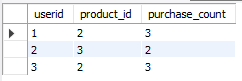 userid product_id purchase_count
1 2 3
2 3 2
3 2 3